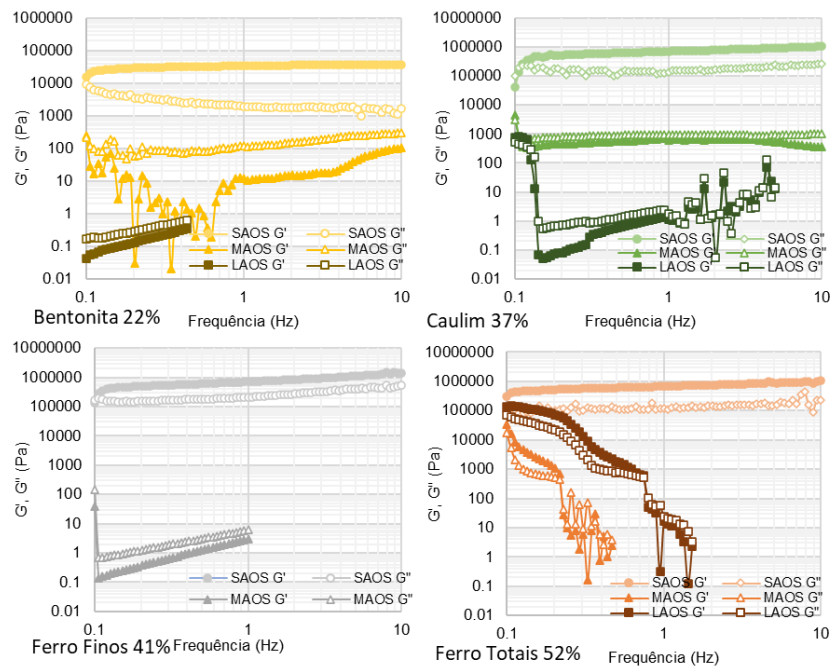 1000000
100000
10000
1000
100
10
1
0.1
0.01
G', G" (Pa)
SAOS G' SAOS G"
MAOS G' MAOS G"
LAOS G' LAOS G"
0.1 1 10
Bentonita 22% Frequência (Hz)
10000000
1000000
100000
10000
1000
100
10
1
0.1
0.01
G', G" (Pa)
SAOS G' SAOS G"
MAOS G' MAOS G"
LAOS G' LAOS G"
0.1 1 10
Caulim 37% Frequência (Hz)
10000000
1000000
100000
10000
1000
100
10
1
0.1
0.01
G', G" (Pa)
SAOS G' SAOS G"
MAOS G' MAOS G"
0.1 1 10
Ferro Finos 41% Frequência (Hz)
10000000
1000000
100000
10000
1000
100
10
1
0.1
0.01
G', G" (Pa)
SAOS G' SAOS G"
MAOS G' MAOS G"
LAOS G' LAOS G"
0.1 1 10
Ferro Totais 52% Frequência (Hz)